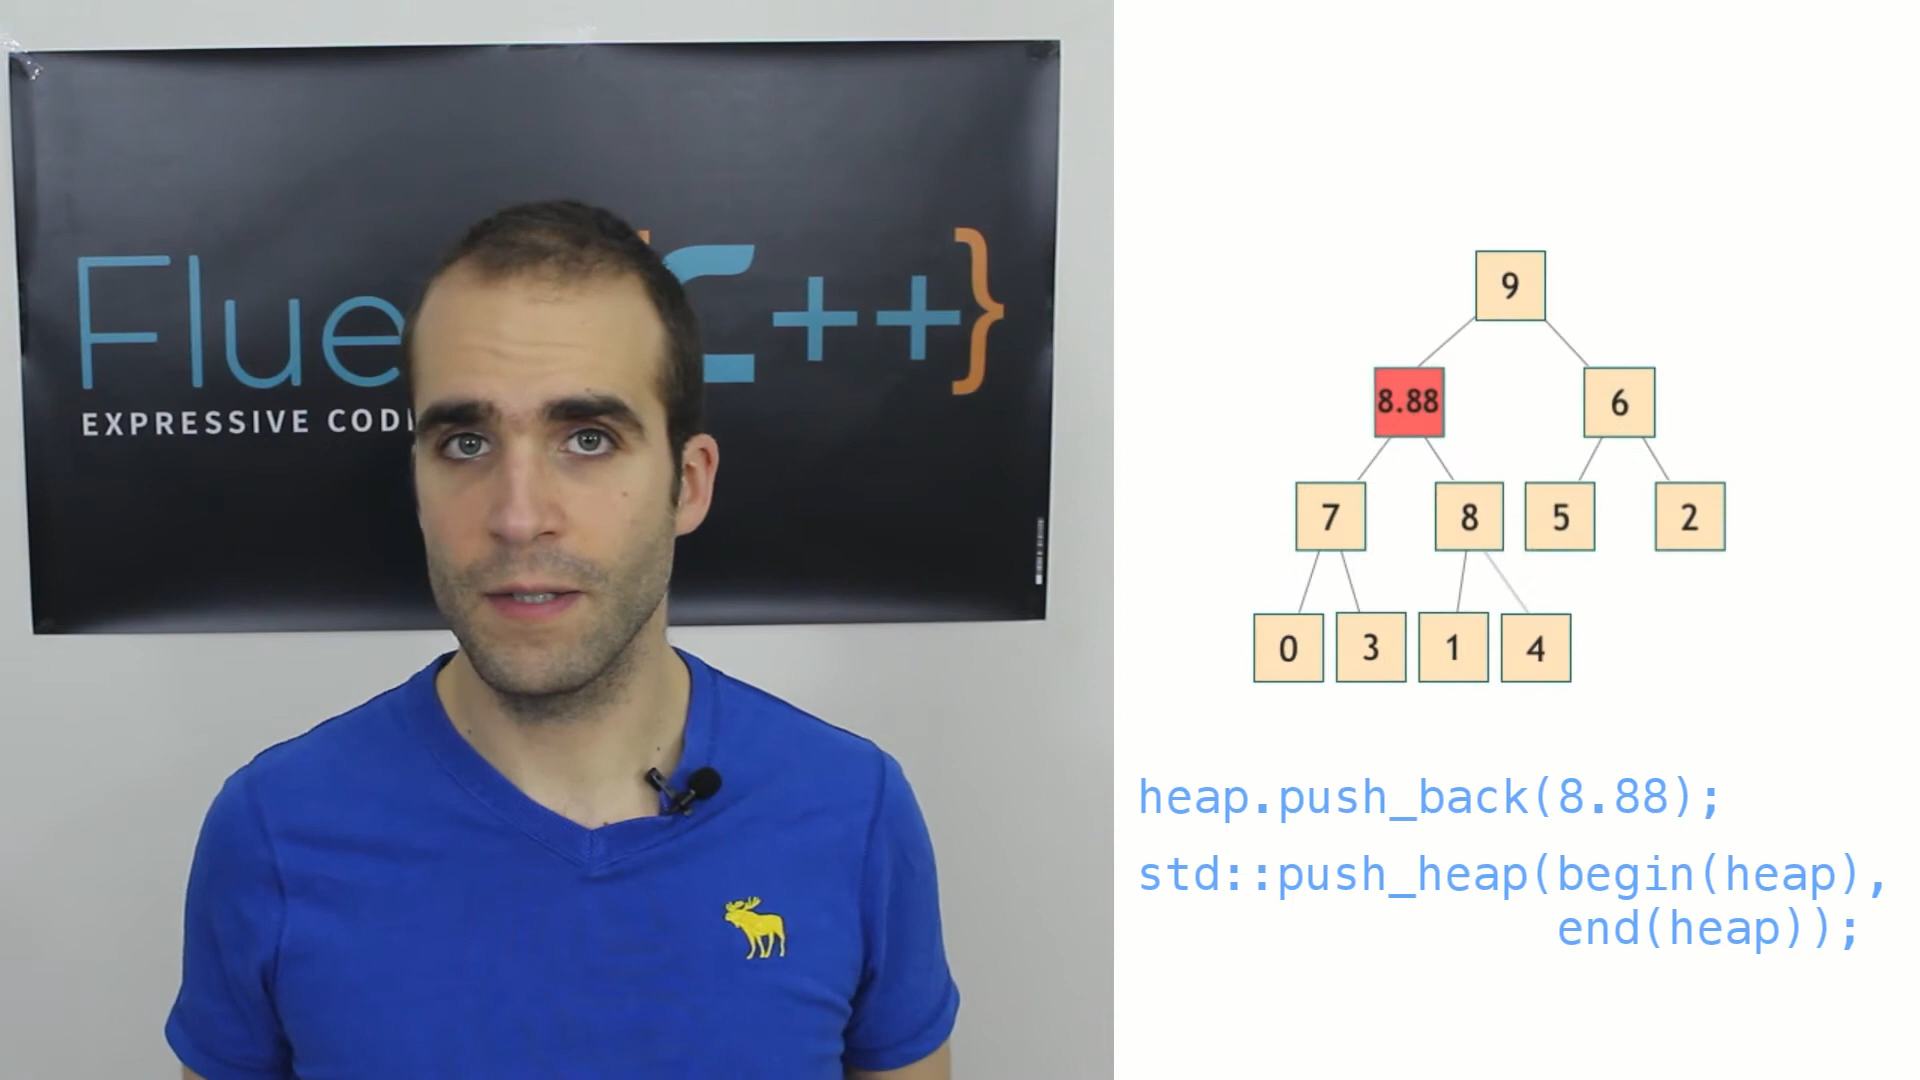 Flue C++}
EXPRESSIVE CODI
9
8.88 6
7 8 5 2
0 3 1 4
heap.push_back(8.88);
std::push_heap(begin(heap),
end(heap));